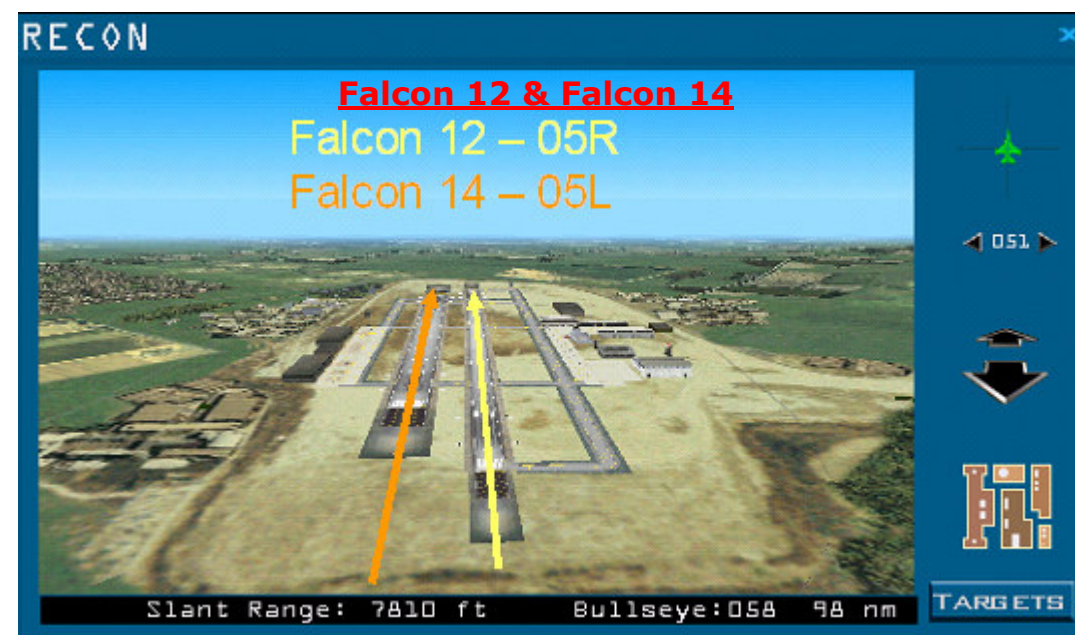 RECON
×
Falcon 12 & Falcon 14
Falcon 12 – 05R
Falcon 14 – 05L
051
Slant Range: 7810 ft Bullseye:058 98 nm
TARGETS